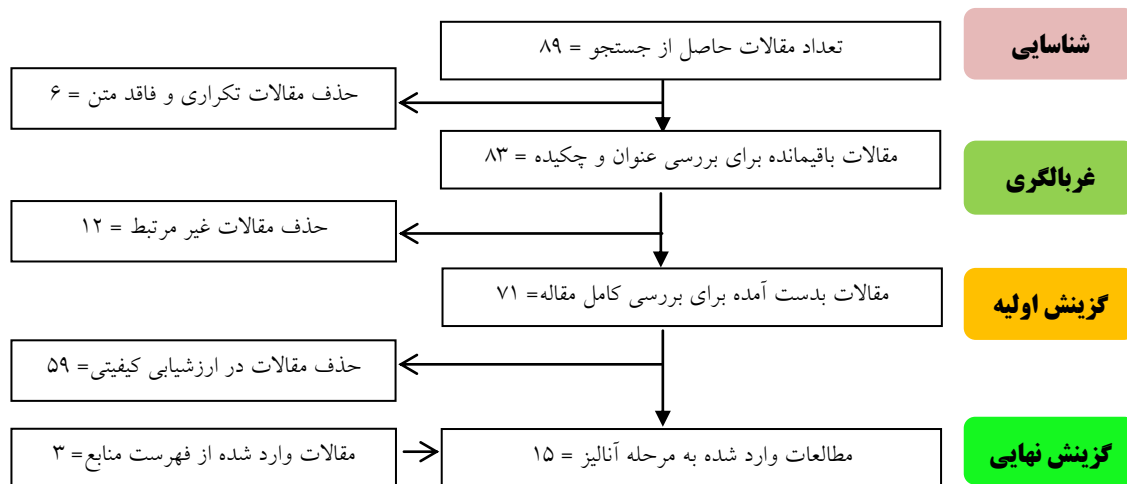 شناسایی
تعداد مقالات حاصل از جستجو = ۸۹
حذف مقالات تکراری و فاقد متن = ۶
غربالگری
مقالات باقیمانده برای بررسی عنوان و چکیده = ۸۳
حذف مقالات غیر مرتبط = ۱۲
گزینش اولیه
مقالات بدست آمده برای بررسی کامل مقاله= ۷۱
حذف مقالات در ارزشیابی کیفیتی= ۵۹
گزینش نهایی
مطالعات وارد شده به مرحله آنالیز = ۱۵
مقالات وارد شده از فهرست منابع= ۳